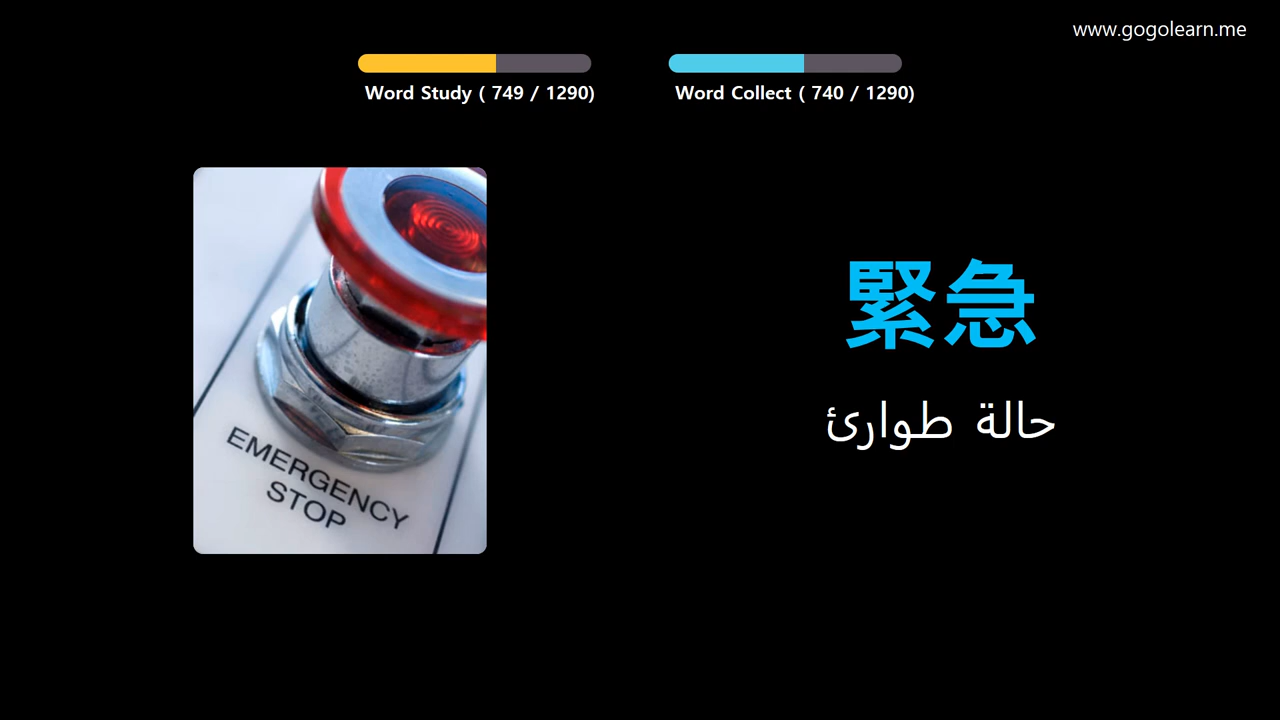 www.gogolearn.me
Word Study ( 749 / 1290)
Word Collect ( 740 / 1290)
緊急
حالة طوارئ
EMERGENCY
STOP